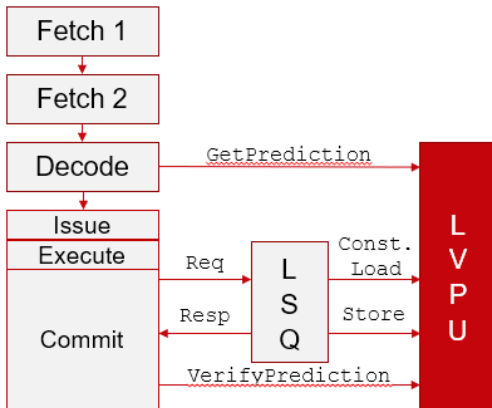 Fetch 1
Fetch 2
Decode
GetPrediction
Issue
Execute
Commit
Req
Resp
L
S
Q
Const.
Load
Store
VerifyPrediction
L
V
P
U